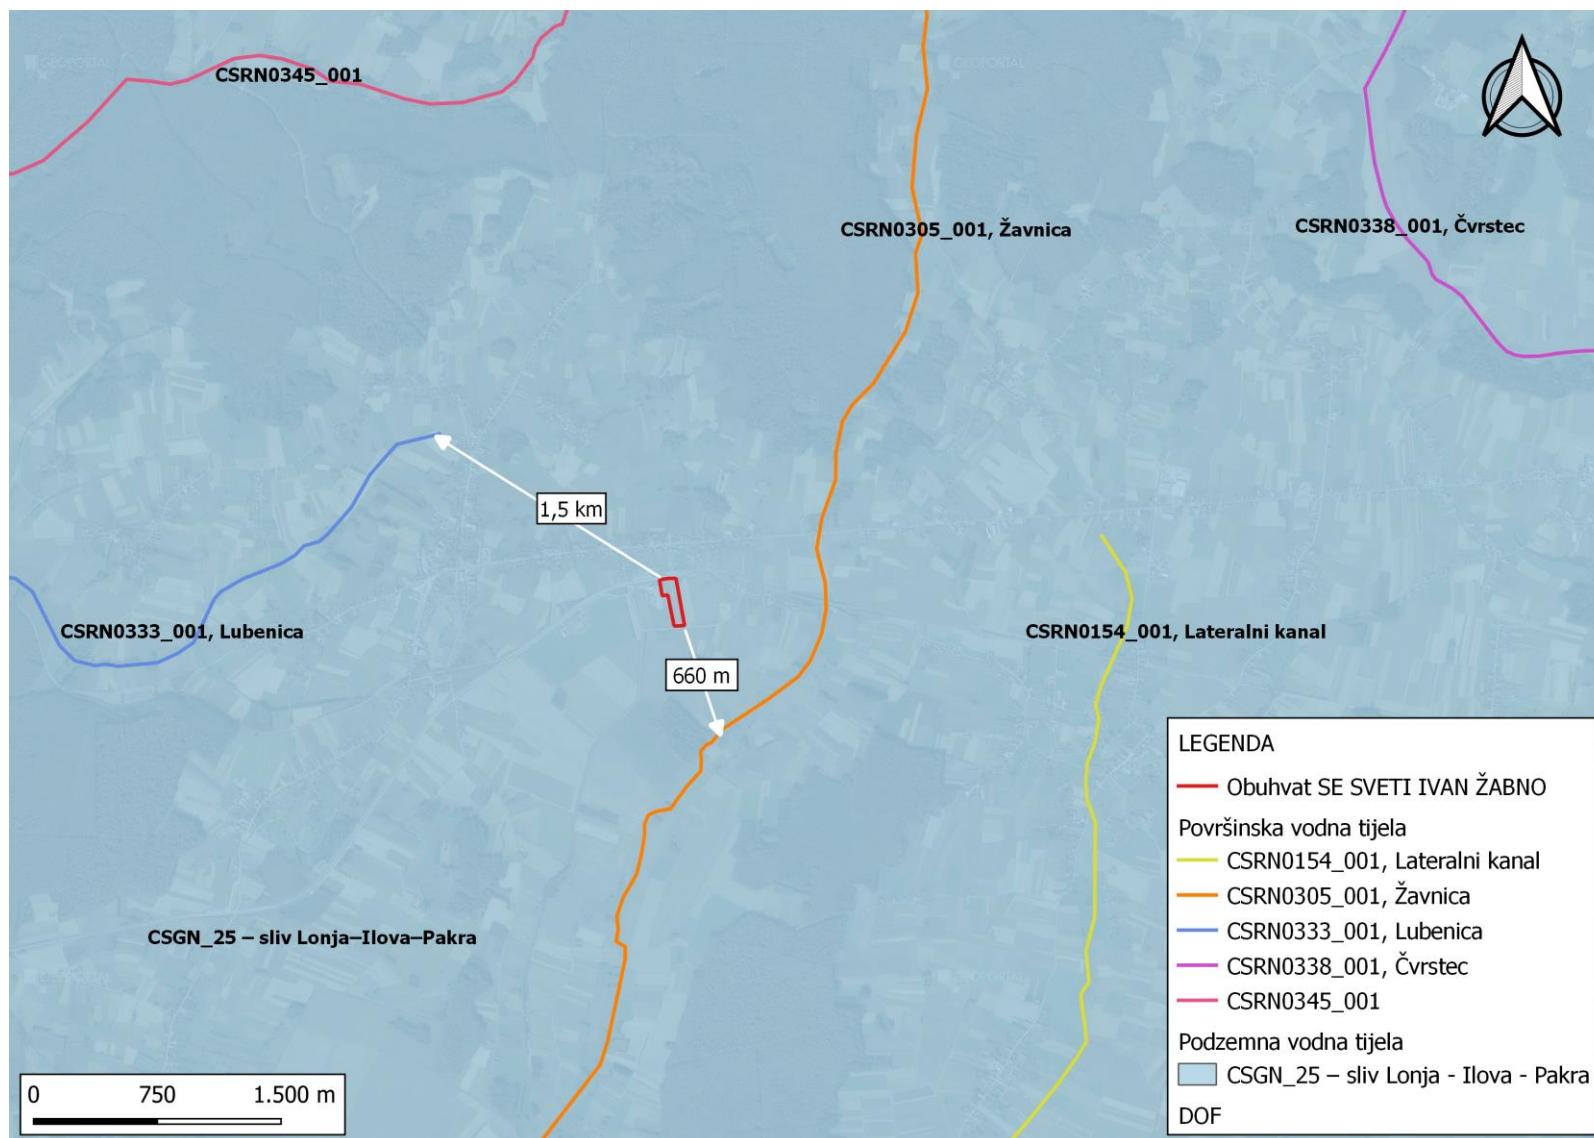 GEOPORTAL
GEOPORTAL
CSRN0345_001
CSRN0305_001, Žavnica
CSRN0338_001, Čvrstec
1,5 km
CSRN0333_001, Lubenica
CSRN0154_001, Lateralni kanal
660 m
CSGN_25 – sliv Lonja–Ilova–Pakra
LEGENDA
Obuhvat SE SVETI IVAN ŽABNO
Površinska vodna tijela
CSRN0154_001, Lateralni kanal
CSRN0305_001, Žavnica
CSRN0333_001, Lubenica
CSRN0338_001, Čvrstec
CSRN0345_001
Podzemna vodna tijela
CSGN_25 – sliv Lonja - Ilova - Pakra
DOF
0 750 1.500 m